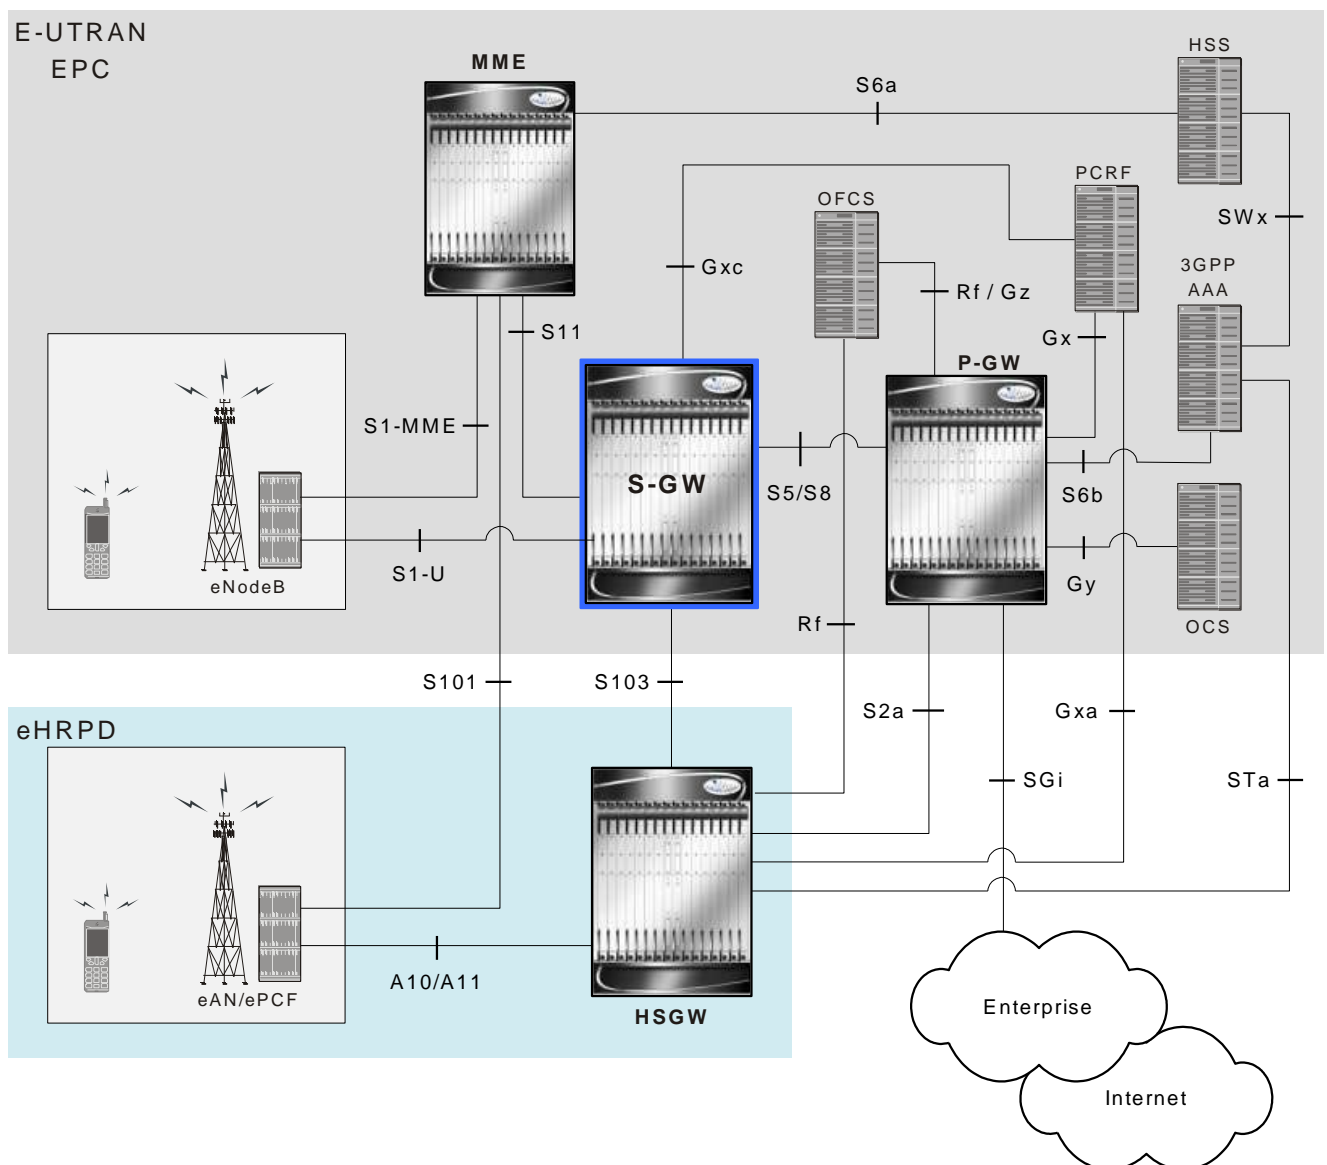 E-UTRAN
EPC
MME
HSS
S6a
PCRF
OFCS
SWx
Gxc
3GPP
AAA
Rf / Gz
S11
Gx
P-GW
S1-MME
S-GW
S5/S8
S6b
S1-U
Gy
eNodeB
Rf
OCS
S101
S103
S2a
Gxa
eHRPD
SGi
STa
A10/A11
eAN/ePCF
HSGW
Enterprise
Internet